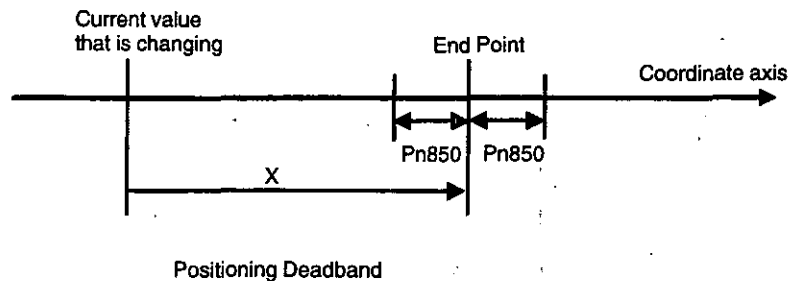 Current value
that is changing
End Point
Coordinate axis
Pn850
Pn850
X
Positioning Deadband